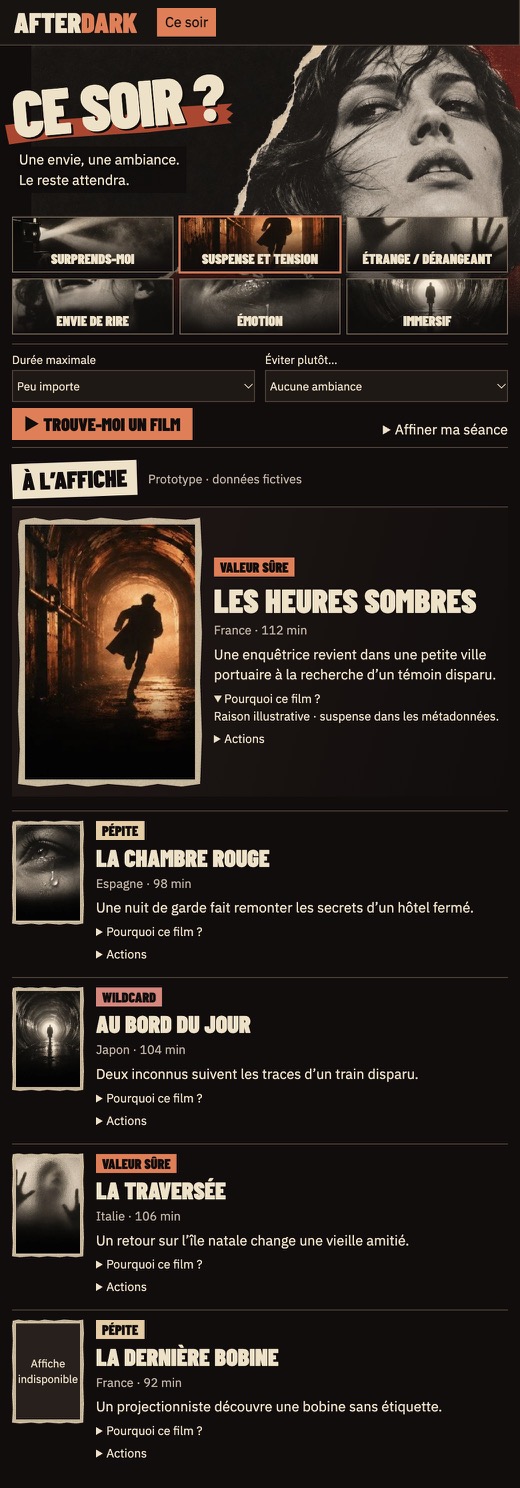 AFTERDARK
Ce soir
CE SOIR ?
Une envie, une ambiance.
Le reste attendra.
SURPRENDS-MOI
SUSPENSE ET TENSION
ÉTRANGE / DÉRANGEANT
ENVIE DE RIRE
ÉMOTION
IMMERSIF
Durée maximale
Éviter plutôt…
Peu importe
Aucune ambiance
▶ TROUVE-MOI UN FILM
▶ Affiner ma séance
À L’AFFICHE
Prototype · données fictives
VALEUR SÛRE
LES HEURES SOMBRES
France · 112 min
Une enquêtrice revient dans une petite ville
portuaire à la recherche d’un témoin disparu.
▼ Pourquoi ce film ?
Raison illustrative · suspense dans les métadonnées.
▶ Actions
PÉPITE
LA CHAMBRE ROUGE
Espagne · 98 min
Une nuit de garde fait remonter les secrets d’un hôtel fermé.
▶ Pourquoi ce film ?
▶ Actions
WILDCARD
AU BORD DU JOUR
Japon · 104 min
Deux inconnus suivent les traces d’un train disparu.
▶ Pourquoi ce film ?
▶ Actions
VALEUR SÛRE
LA TRAVERSÉE
Italie · 106 min
Un retour sur l’île natale change une vieille amitié.
▶ Pourquoi ce film ?
▶ Actions
Affiche
indisponible
PÉPITE
LA DERNIÈRE BOBINE
France · 92 min
Un projectionniste découvre une bobine sans étiquette.
▶ Pourquoi ce film ?
▶ Actions